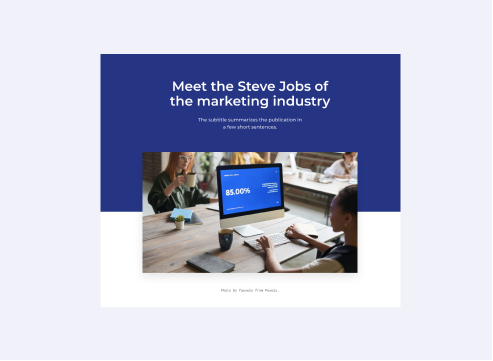 Meet the Steve Jobs of
the marketing industry
The subtitle summarizes the publication in
a few short sentences.
85.00%
Photo by fauxels from Pexels.